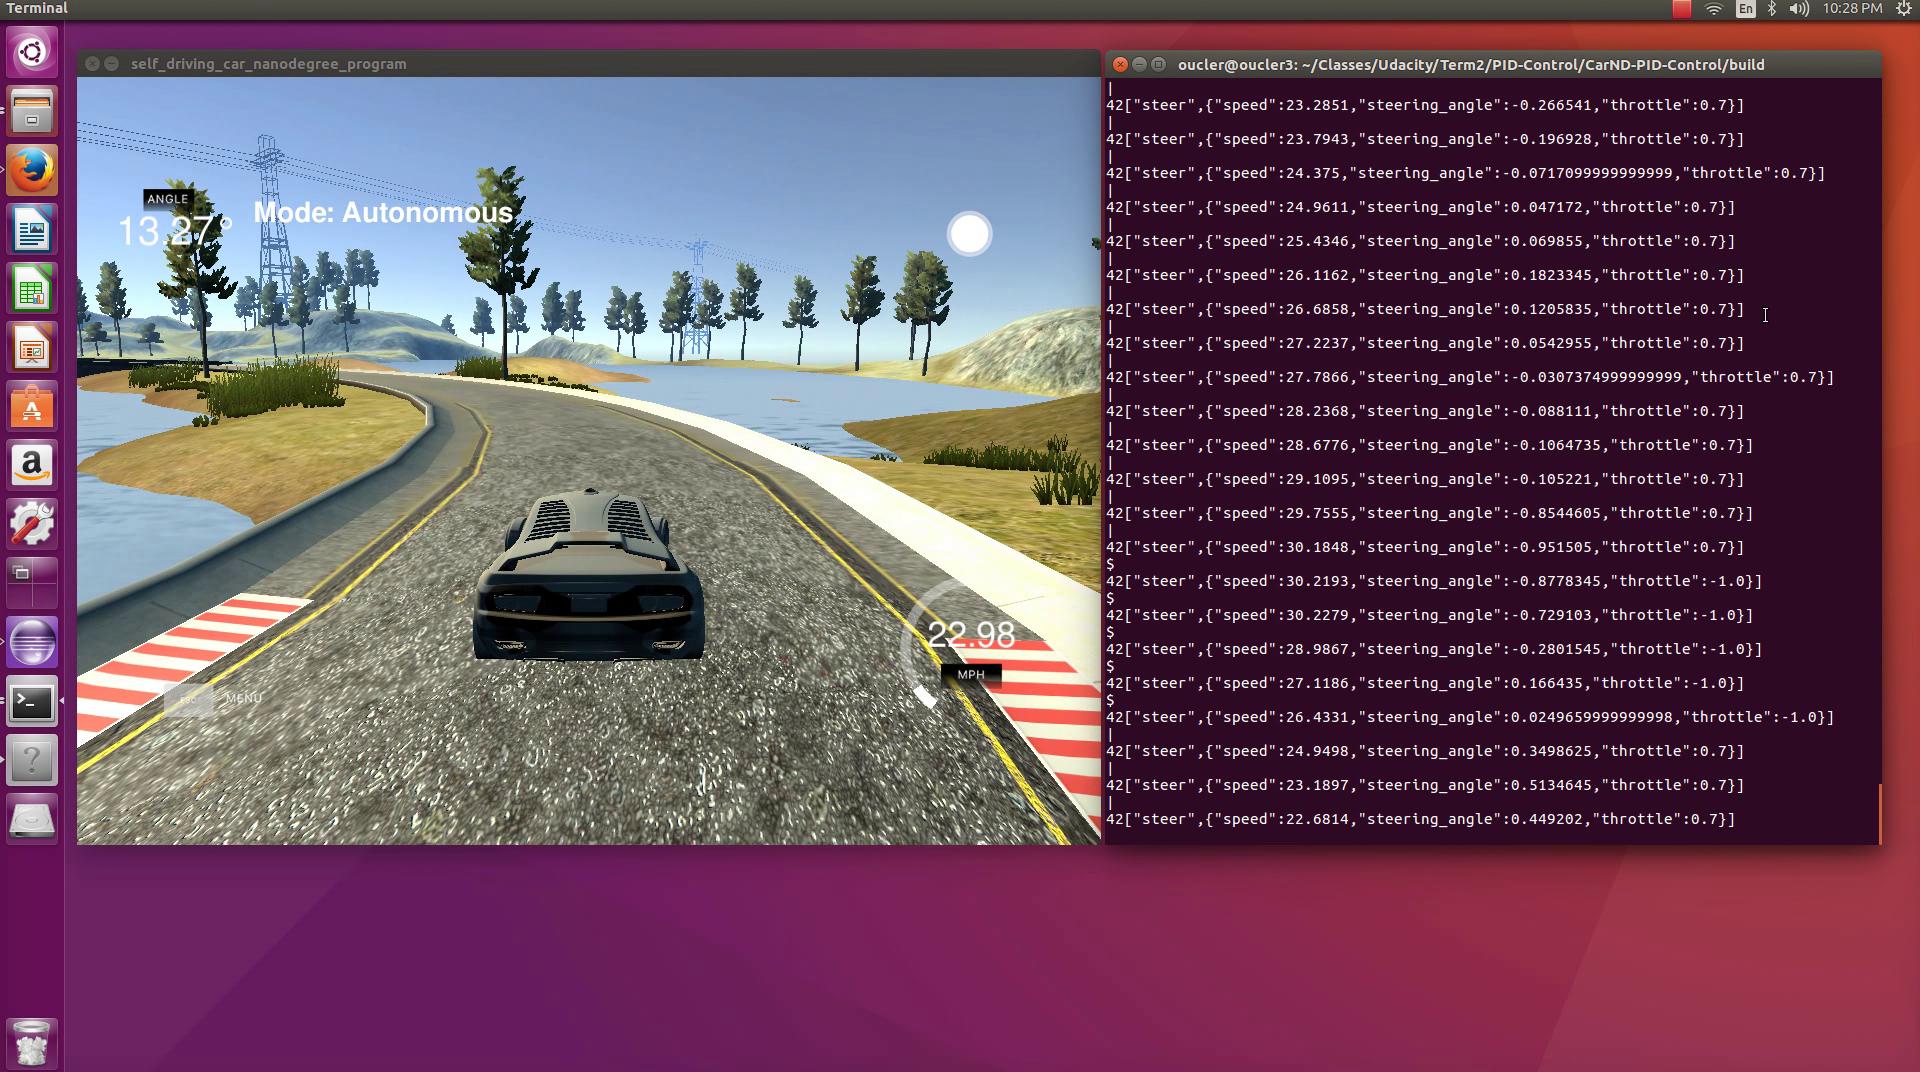 Terminal
En
10:28 PM
self_driving_car_nanodegree_program
ANGLE
13.27°
Mode: Autonomous
22.98
MPH
MENU
a
>_
?
oucler@oucler3: ~/Classes/Udacity/Term2/PID-Control/CarND-PID-Control/build
|
42["steer",{"speed":23.2851,"steering_angle":-0.266541,"throttle":0.7}]
|
42["steer",{"speed":23.7943,"steering_angle":-0.196928,"throttle":0.7}]
|
42["steer",{"speed":24.375,"steering_angle":-0.0717099999999999,"throttle":0.7}]
|
42["steer",{"speed":24.9611,"steering_angle":0.047172,"throttle":0.7}]
|
42["steer",{"speed":25.4346,"steering_angle":0.069855,"throttle":0.7}]
|
42["steer",{"speed":26.1162,"steering_angle":0.1823345,"throttle":0.7}]
|
42["steer",{"speed":26.6858,"steering_angle":0.1205835,"throttle":0.7}]
|
42["steer",{"speed":27.2237,"steering_angle":0.0542955,"throttle":0.7}]
|
42["steer",{"speed":27.7866,"steering_angle":-0.0307374999999999,"throttle":0.7}]
|
42["steer",{"speed":28.2368,"steering_angle":-0.088111,"throttle":0.7}]
|
42["steer",{"speed":28.6776,"steering_angle":-0.1064735,"throttle":0.7}]
|
42["steer",{"speed":29.1095,"steering_angle":-0.105221,"throttle":0.7}]
|
42["steer",{"speed":29.7555,"steering_angle":-0.8544605,"throttle":0.7}]
|
42["steer",{"speed":30.1848,"steering_angle":-0.951505,"throttle":0.7}]
$
42["steer",{"speed":30.2193,"steering_angle":-0.8778345,"throttle":-1.0}]
$
42["steer",{"speed":30.2279,"steering_angle":-0.729103,"throttle":-1.0}]
$
42["steer",{"speed":28.9867,"steering_angle":-0.2801545,"throttle":-1.0}]
$
42["steer",{"speed":27.1186,"steering_angle":0.166435,"throttle":-1.0}]
$
42["steer",{"speed":26.4331,"steering_angle":0.0249659999999998,"throttle":-1.0}]
|
42["steer",{"speed":24.9498,"steering_angle":0.3498625,"throttle":0.7}]
|
42["steer",{"speed":23.1897,"steering_angle":0.5134645,"throttle":0.7}]
|
42["steer",{"speed":22.6814,"steering_angle":0.449202,"throttle":0.7}]